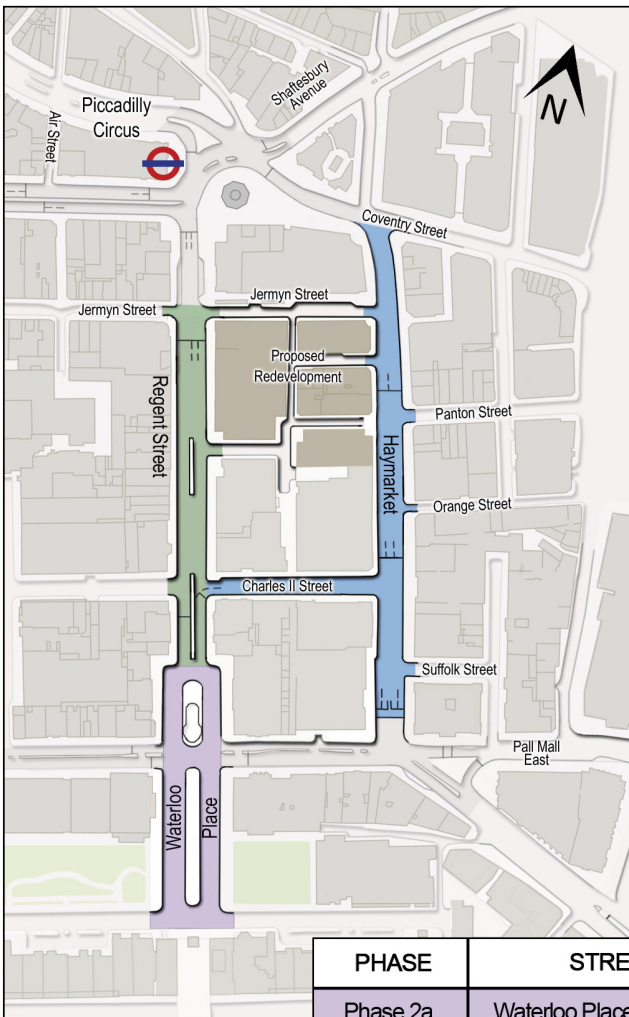 Shaftesbury
Avenue
N
Piccadilly
Circus
Air Street
Coventry Street
Jermyn Street
Jermyn Street
Proposed
Redevelopment
Regent Street
Haymarket
Panton Street
Orange Street
Charles II Street
Suffolk Street
Pall Mall
East
Waterloo
Place
PHASE STRE
Phase 2a Waterloo Place